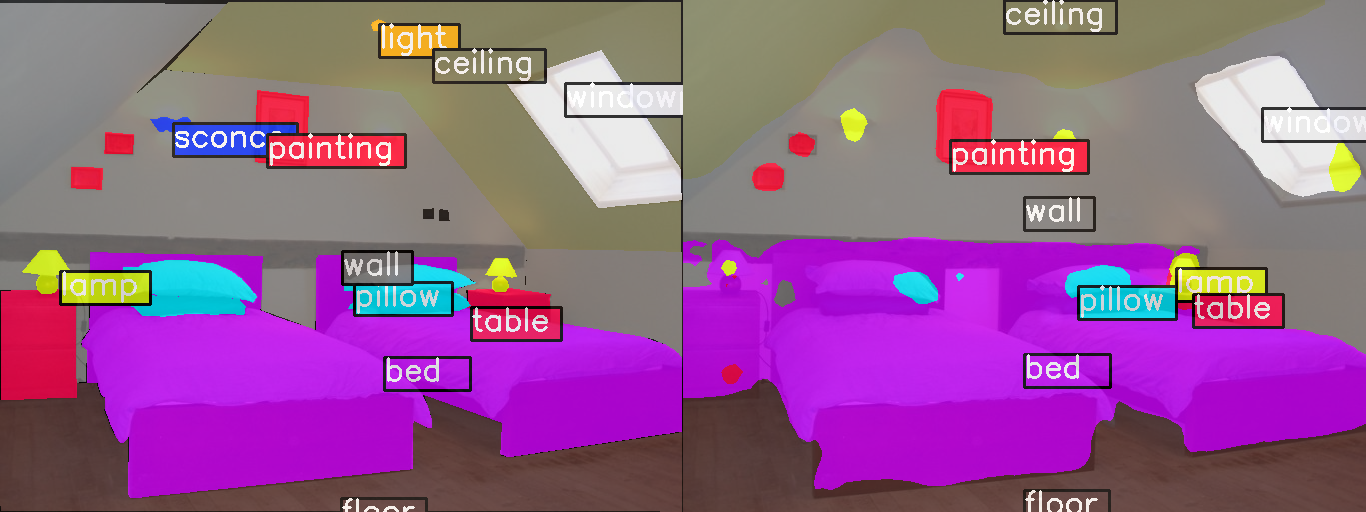 light
ceiling
window
sconc
painting
wall
lamp
pillow
table
bed
floor
ceiling
window
painting
wall
lamp
pillow
table
bed
floor